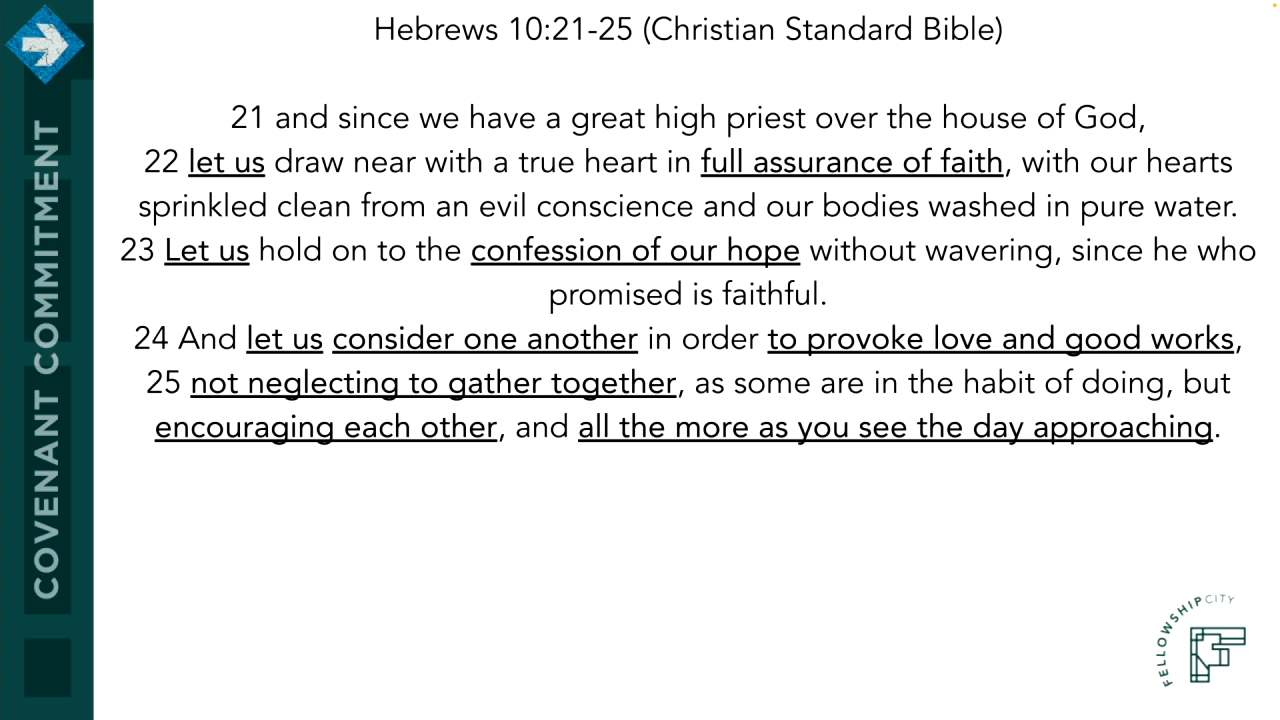 Hebrews 10:21-25 (Christian Standard Bible)
21 and since we have a great high priest over the house of God,
22 let us draw near with a true heart in full assurance of faith, with our hearts
sprinkled clean from an evil conscience and our bodies washed in pure water.
23 Let us hold on to the confession of our hope without wavering, since he who
promised is faithful.
24 And let us consider one another in order to provoke love and good works,
25 not neglecting to gather together, as some are in the habit of doing, but
encouraging each other, and all the more as you see the day approaching.
COVENANT COMMITMENT
FELLOWSHIPCITY